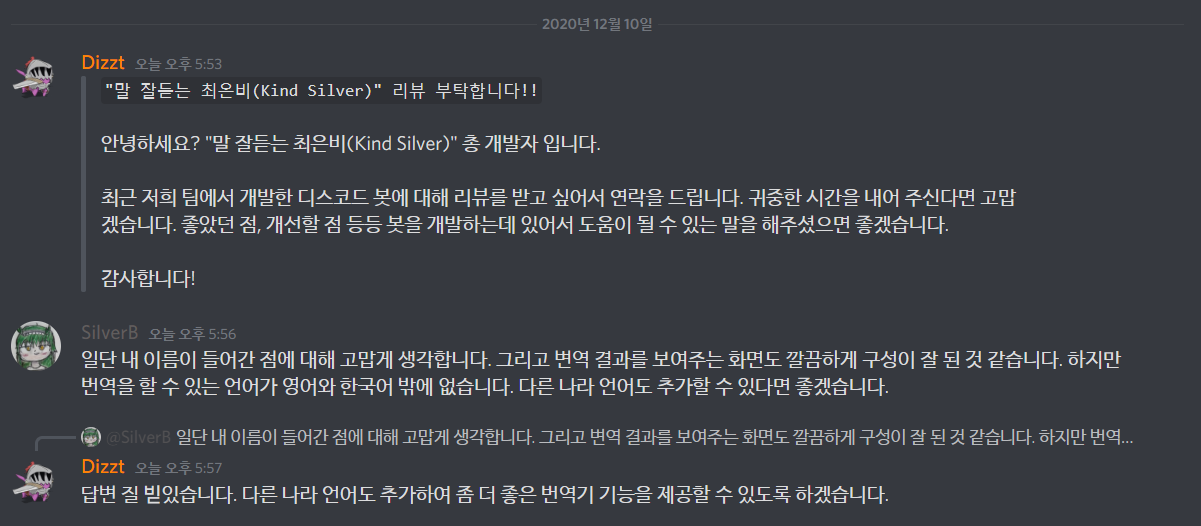 2020년 12월 10일
Dizzt 오늘 오후 5:53
"말 잘듣는 최은비(Kind Silver)" 리뷰 부탁합니다!!
안녕하세요? "말 잘듣는 최은비(Kind Silver)" 총 개발자 입니다.
최근 저희 팀에서 개발한 디스코드 봇에 대해 리뷰를 받고 싶어서 연락을 드립니다. 귀중한 시간을 내어 주신다면 고맙
겠습니다. 좋았던 점, 개선할 점 등등 봇을 개발하는데 있어서 도움이 될 수 있는 말을 해주셨으면 좋겠습니다.
감사합니다!
SilverB 오늘 오후 5:56
일단 내 이름이 들어간 점에 대해 고맙게 생각합니다. 그리고 번역 결과를 보여주는 화면도 깔끔하게 구성이 잘 된 것 같습니다. 하지만
번역을 할 수 있는 언어가 영어와 한국어 밖에 없습니다. 다른 나라 언어도 추가할 수 있다면 좋겠습니다.
@SilverB 일단 내 이름이 들어간 점에 대해 고맙게 생각합니다. 그리고 번역 결과를 보여주는 화면도 깔끔하게 구성이 잘 된 것 같습니다. 하지만 번역...
Dizzt 오늘 오후 5:57
답변 질 빋있습니다. 다른 나라 언어도 추가하여 좀 더 좋은 번역기 기능을 제공할 수 있도록 하겠습니다.